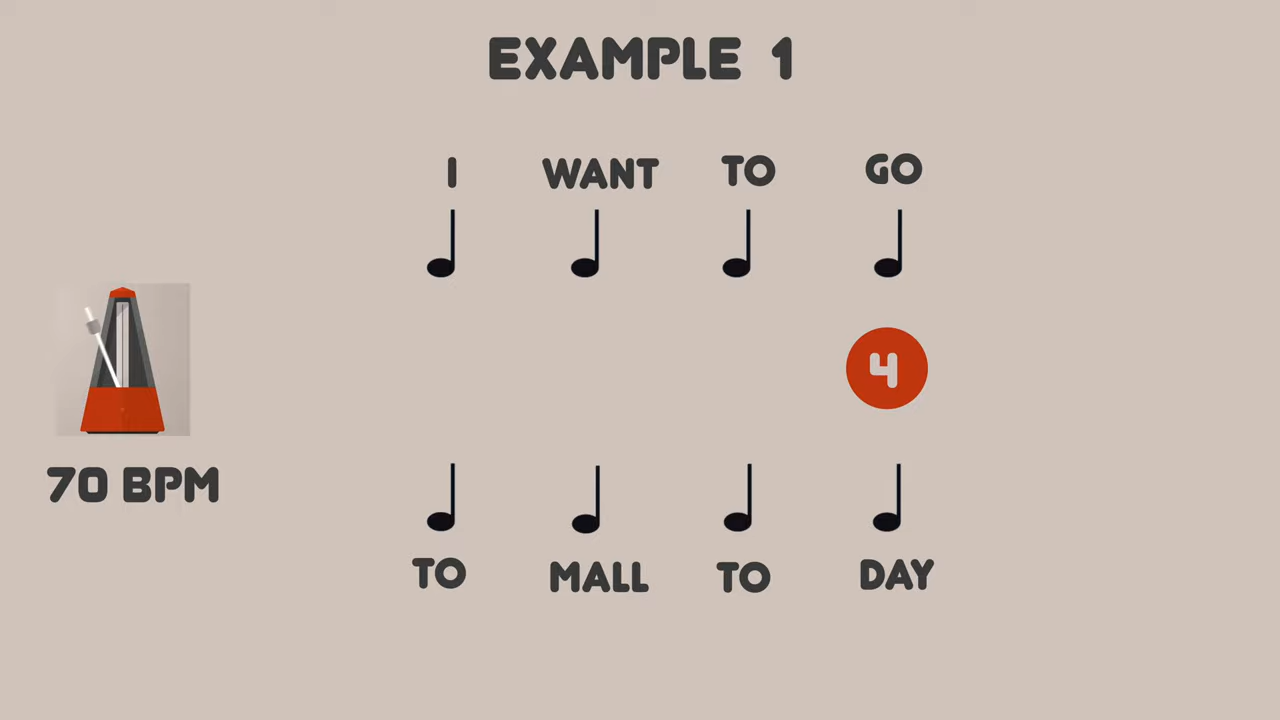 EXAMPLE 1
I WANT TO GO
4
70 BPM
TO MALL TO DAY